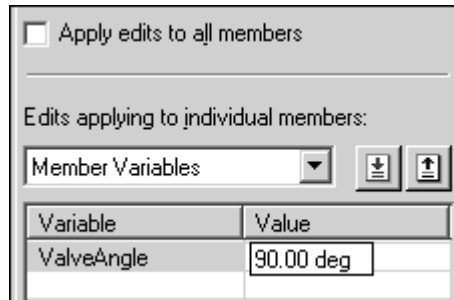 Apply edits to all members
Edits applying to individual members:
Member Variables
Variable Value
ValveAngle 90.00 deg